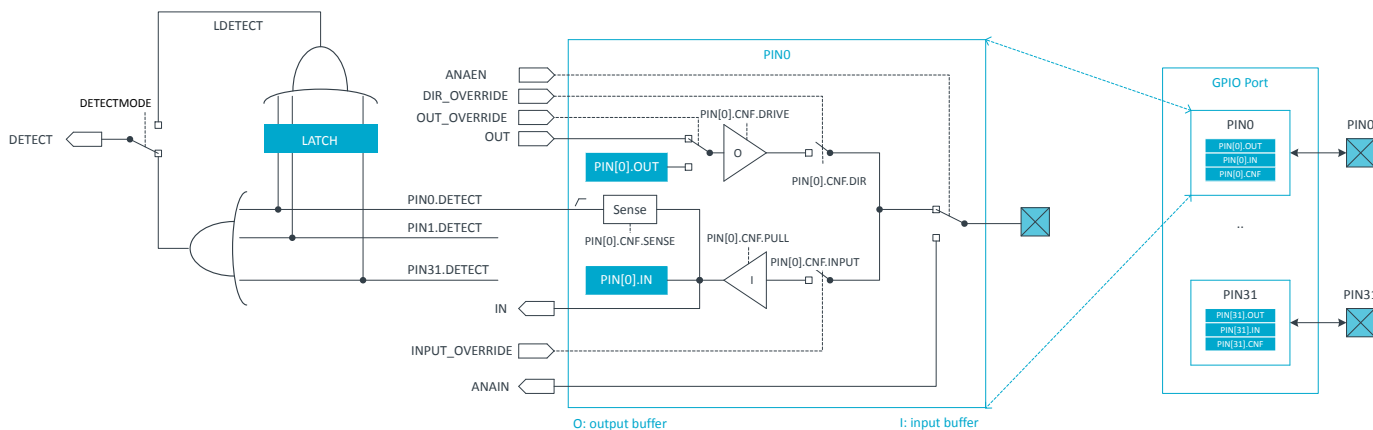 LDETECT
PIN0
ANAEN
GPIO Port
DETECTMODE
DIR_OVERRIDE
PIN[0].CNF.DRIVE
OUT_OVERRIDE
PIN0
PIN0
DETECT
OUT
LATCH
O
PIN[0].OUT
PIN[0].OUT
PIN[0].IN
PIN[0].CNF
PIN[0].CNF.DIR
PIN0.DETECT
Sense
PIN1.DETECT
PIN[0].CNF.SENSE
PIN[0].CNF.PULL
..
PIN[0].CNF.INPUT
PIN31.DETECT
PIN[0].IN
I
PIN31
PIN31
IN
PIN[31].OUT
PIN[31].IN
PIN[31].CNF
INPUT_OVERRIDE
ANAIN
O: output buffer
I: input buffer